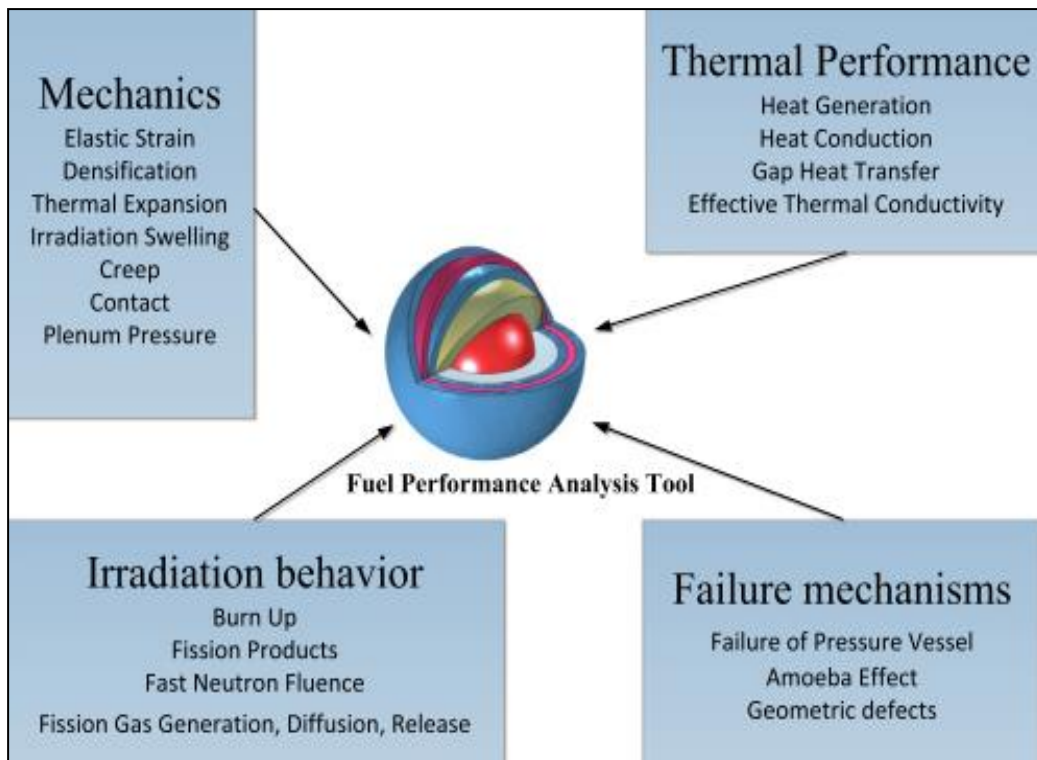 Mechanics
Elastic Strain
Densification
Thermal Expansion
Irradiation Swelling
Creep
Contact
Plenum Pressure
Thermal Performance
Heat Generation
Heat Conduction
Gap Heat Transfer
Effective Thermal Conductivity
Fuel Performance Analysis Tool
Irradiation behavior
Burn Up
Fission Products
Fast Neutron Fluence
Fission Gas Generation, Diffusion, Release
Failure mechanisms
Failure of Pressure Vessel
Amoeba Effect
Geometric defects